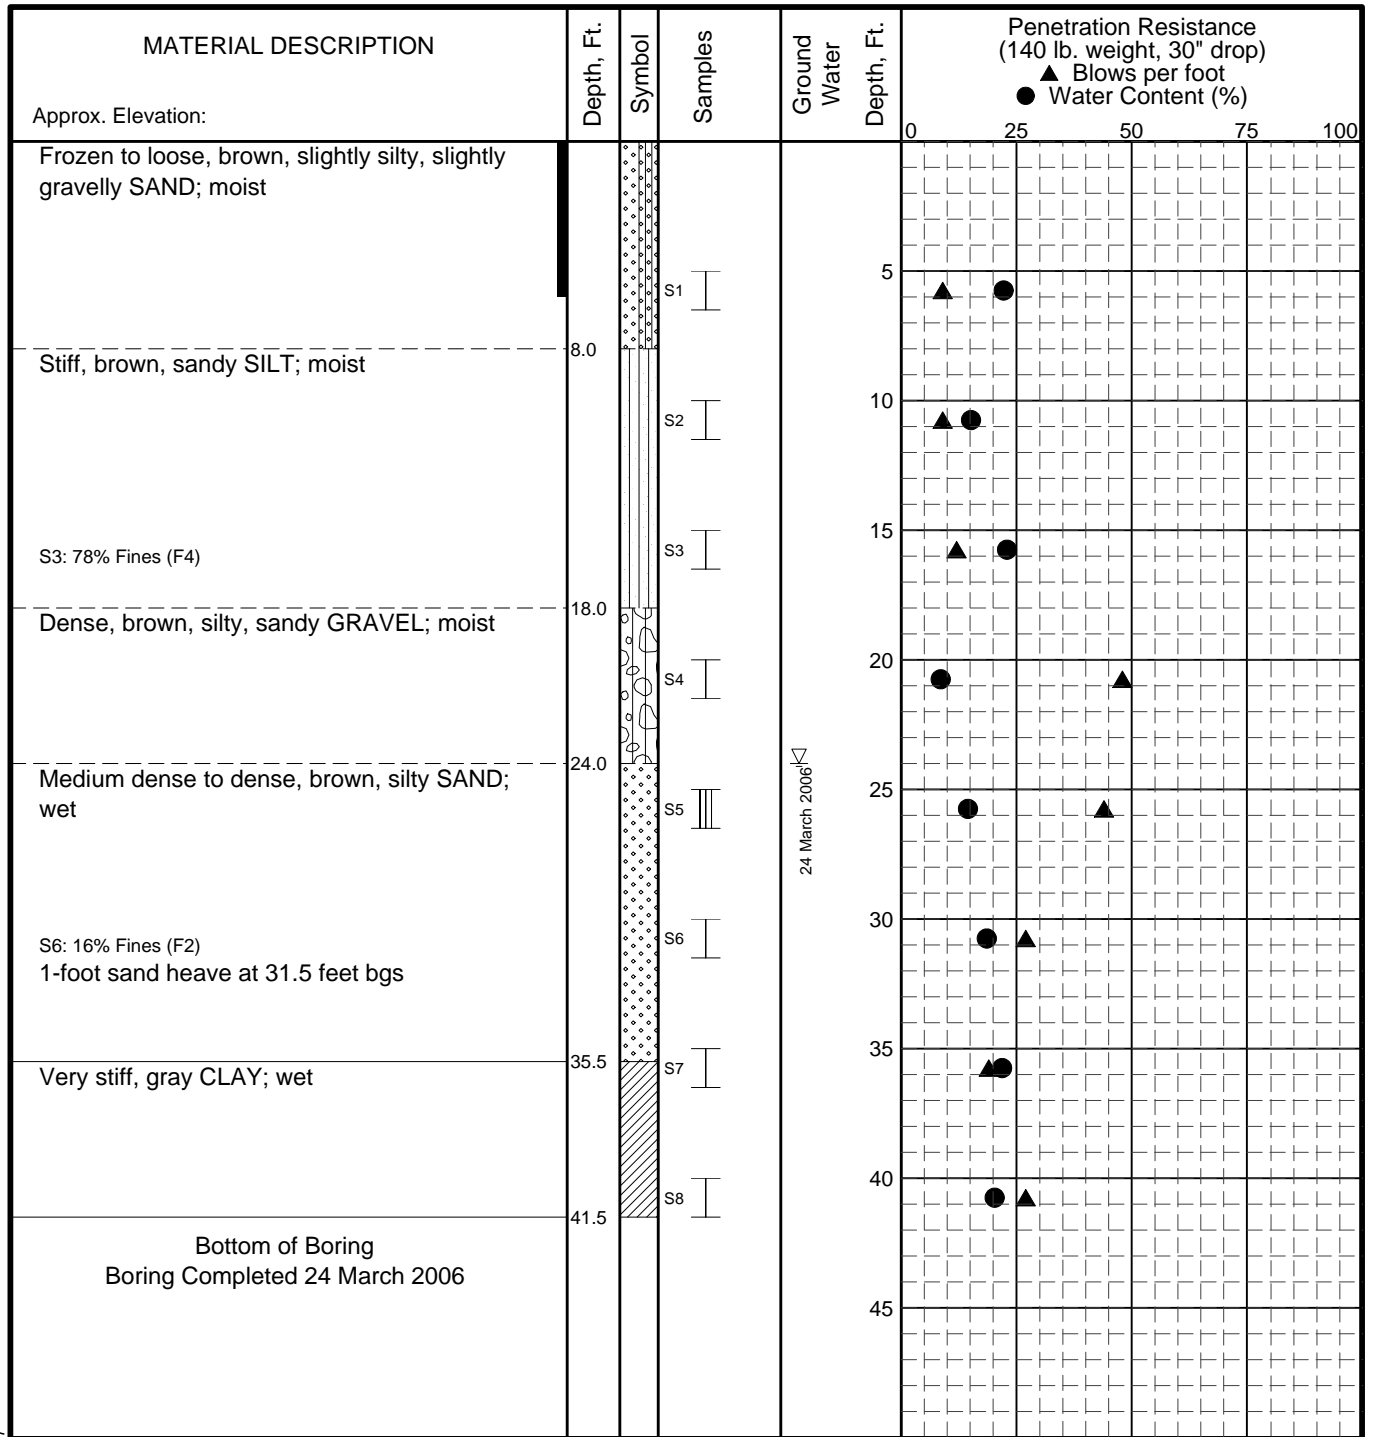 MATERIAL DESCRIPTION
Approx. Elevation:
Depth, Ft.
Symbol
Samples
Ground
Water
Depth, Ft.
Penetration Resistance
(140 lb. weight, 30" drop)
▲ Blows per foot
● Water Content (%)
0 25 50 75 100
Frozen to loose, brown, slightly silty, slightly
gravelly SAND; moist
5
S1
8.0
Stiff, brown, sandy SILT; moist
10
S2
15
S3
S3: 78% Fines (F4)
18.0
Dense, brown, silty, sandy GRAVEL; moist
20
S4
24.0
Medium dense to dense, brown, silty SAND;
wet
24 March 2006
25
S5
30
S6
S6: 16% Fines (F2)
1-foot sand heave at 31.5 feet bgs
35
35.5
S7
Very stiff, gray CLAY; wet
40
S8
41.5
Bottom of Boring
Boring Completed 24 March 2006
45